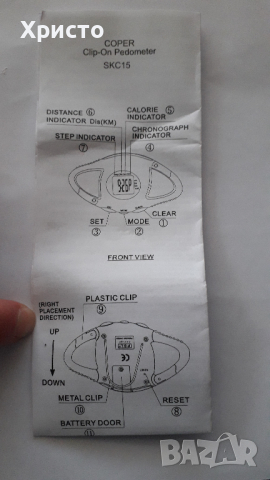 Христо
COPER
Clip-On Pedometer
SKC15
DISTANCE ⑥
INDICATOR Dis(KM)
CALORIE ⑤
INDICATOR
STEP INDICATOR
⑦
CHRONOGRAPH
INDICATOR
④
SET
③
MODE
②
CLEAR
①
FRONT VIEW
(RIGHT
PLACEMENT
DIRECTION)
PLASTIC CLIP
⑨
UP
DOWN
CE
METAL CLIP
⑩
RESET
⑧
BATTERY DOOR
⑪
BAZAR